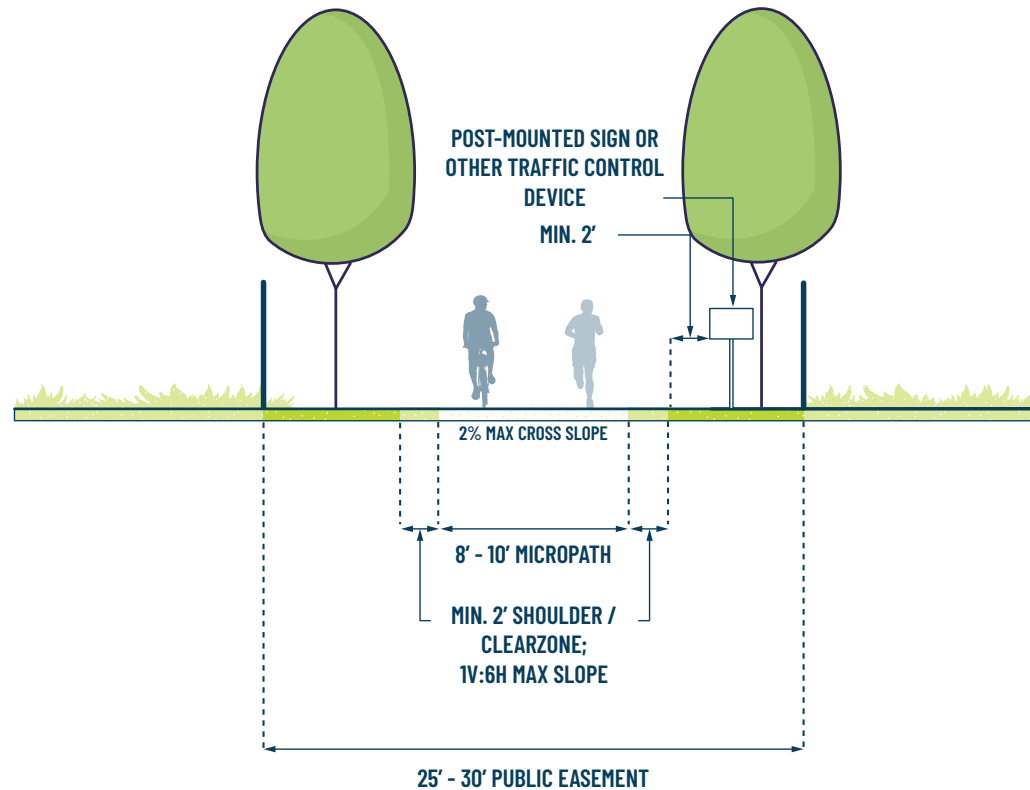 POST-MOUNTED SIGN OR
OTHER TRAFFIC CONTROL
DEVICE
MIN. 2'
2% MAX CROSS SLOPE
8' - 10' MICROPATH
MIN. 2' SHOULDER /
CLEARZONE;
1V:6H MAX SLOPE
25' - 30' PUBLIC EASEMENT